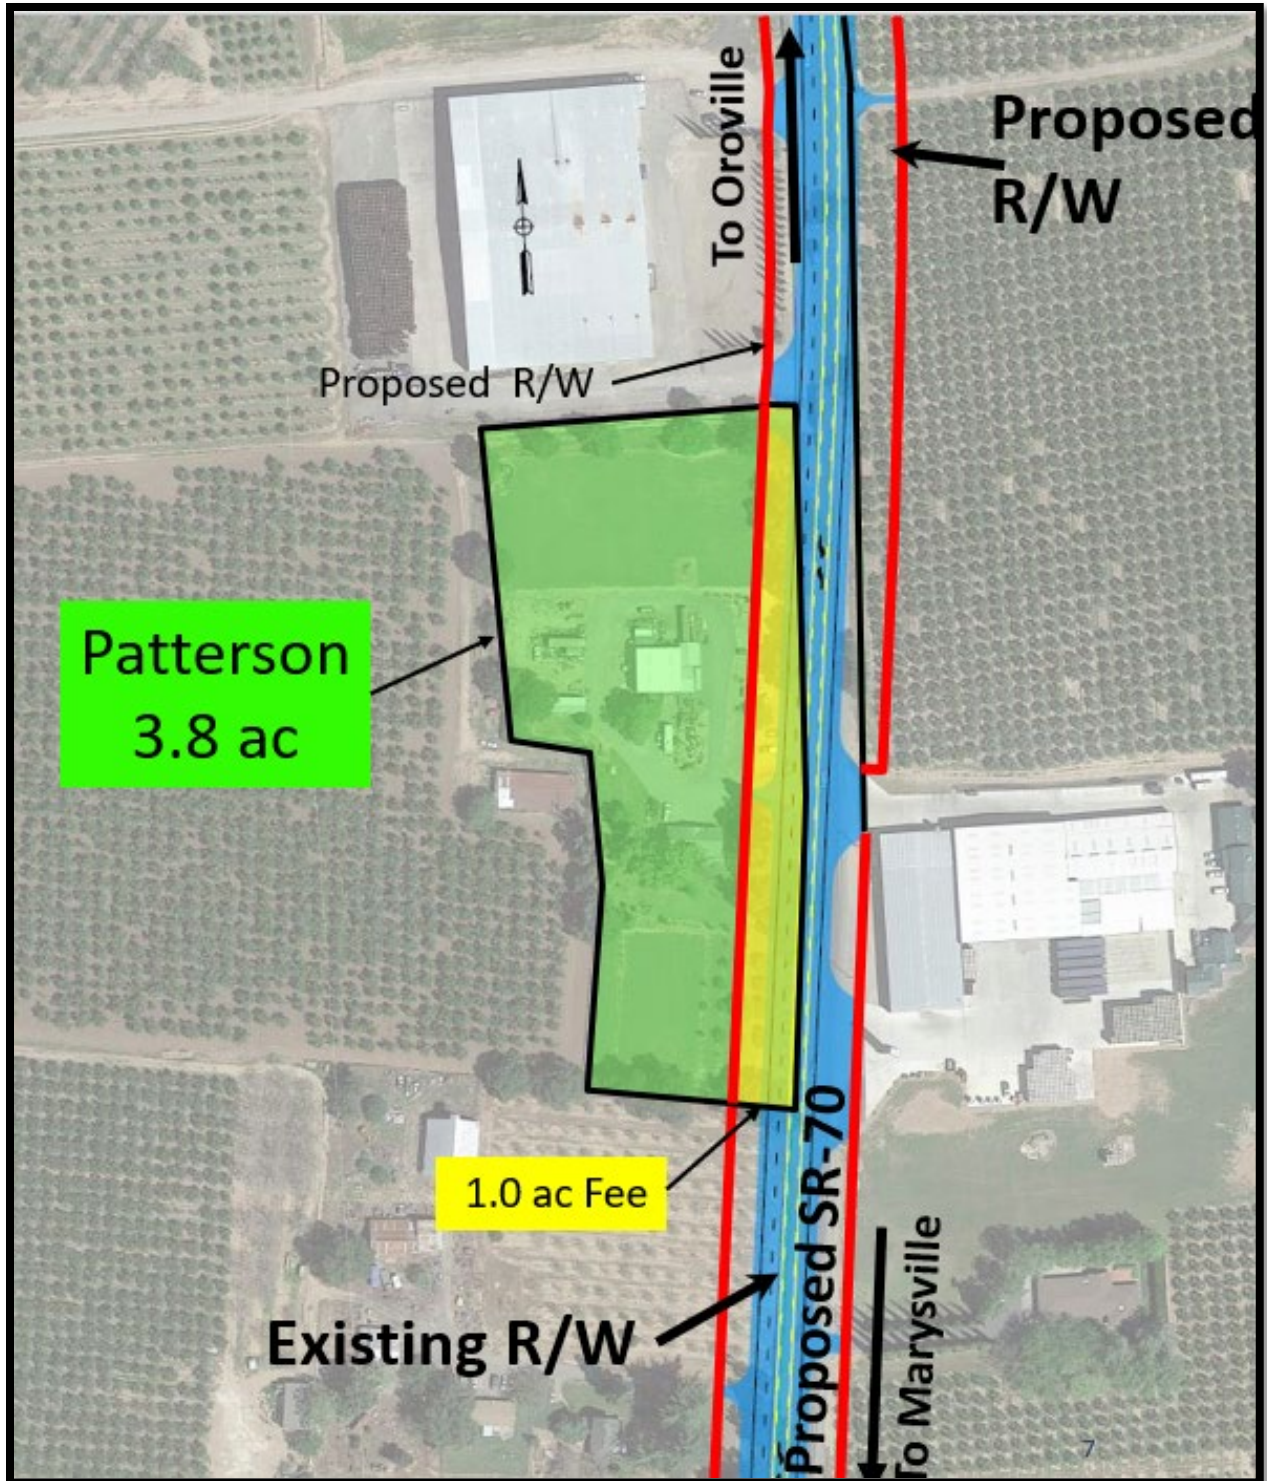 To Oroville
Proposed
R/W
Proposed R/W
Patterson
3.8 ac
1.0 ac Fee
Existing R/W
Proposed SR-70
To Marysville
7